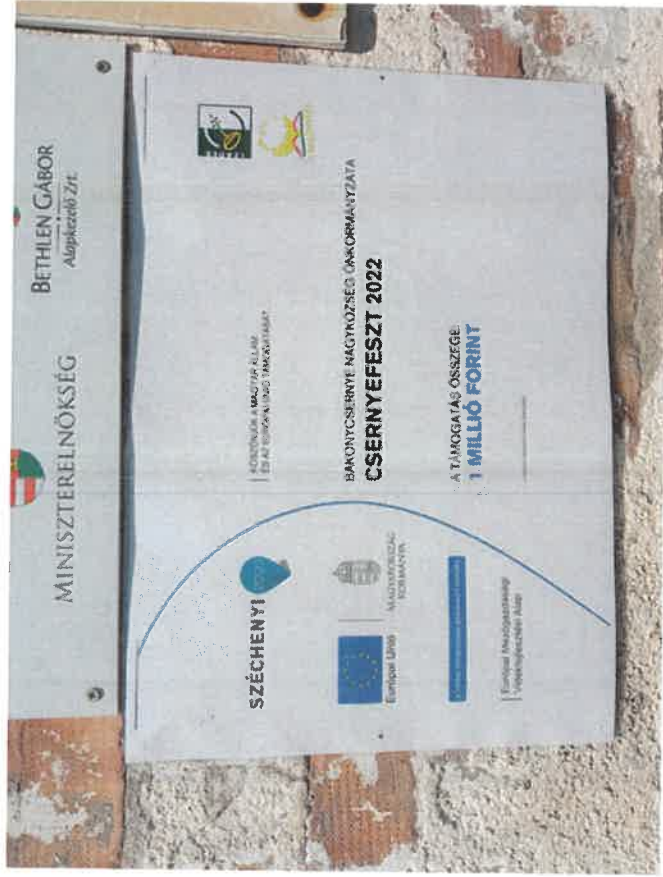 MINISZTERELNÖKSÉG
BETHLEN GÁBOR
Alapkezelő Zrt.
SZÉCHENYI 2020
KÖSZÖNJÜK A MAGYAR ÁLLAM
ÉS AZ EURÓPAI UNIÓ TÁMOGATÁSÁT
Európai Unió
MAGYARORSZÁG
KORMÁNYA
BAKONYCSERNYE NAGYKÖZSÉG ÖNKORMÁNYZATA
CSERNYEFESZT 2022
A TÁMOGATÁS ÖSSZEGE:
1 MILLIÓ FORINT
Európai Mezőgazdasági
Vidékfejlesztési Alap